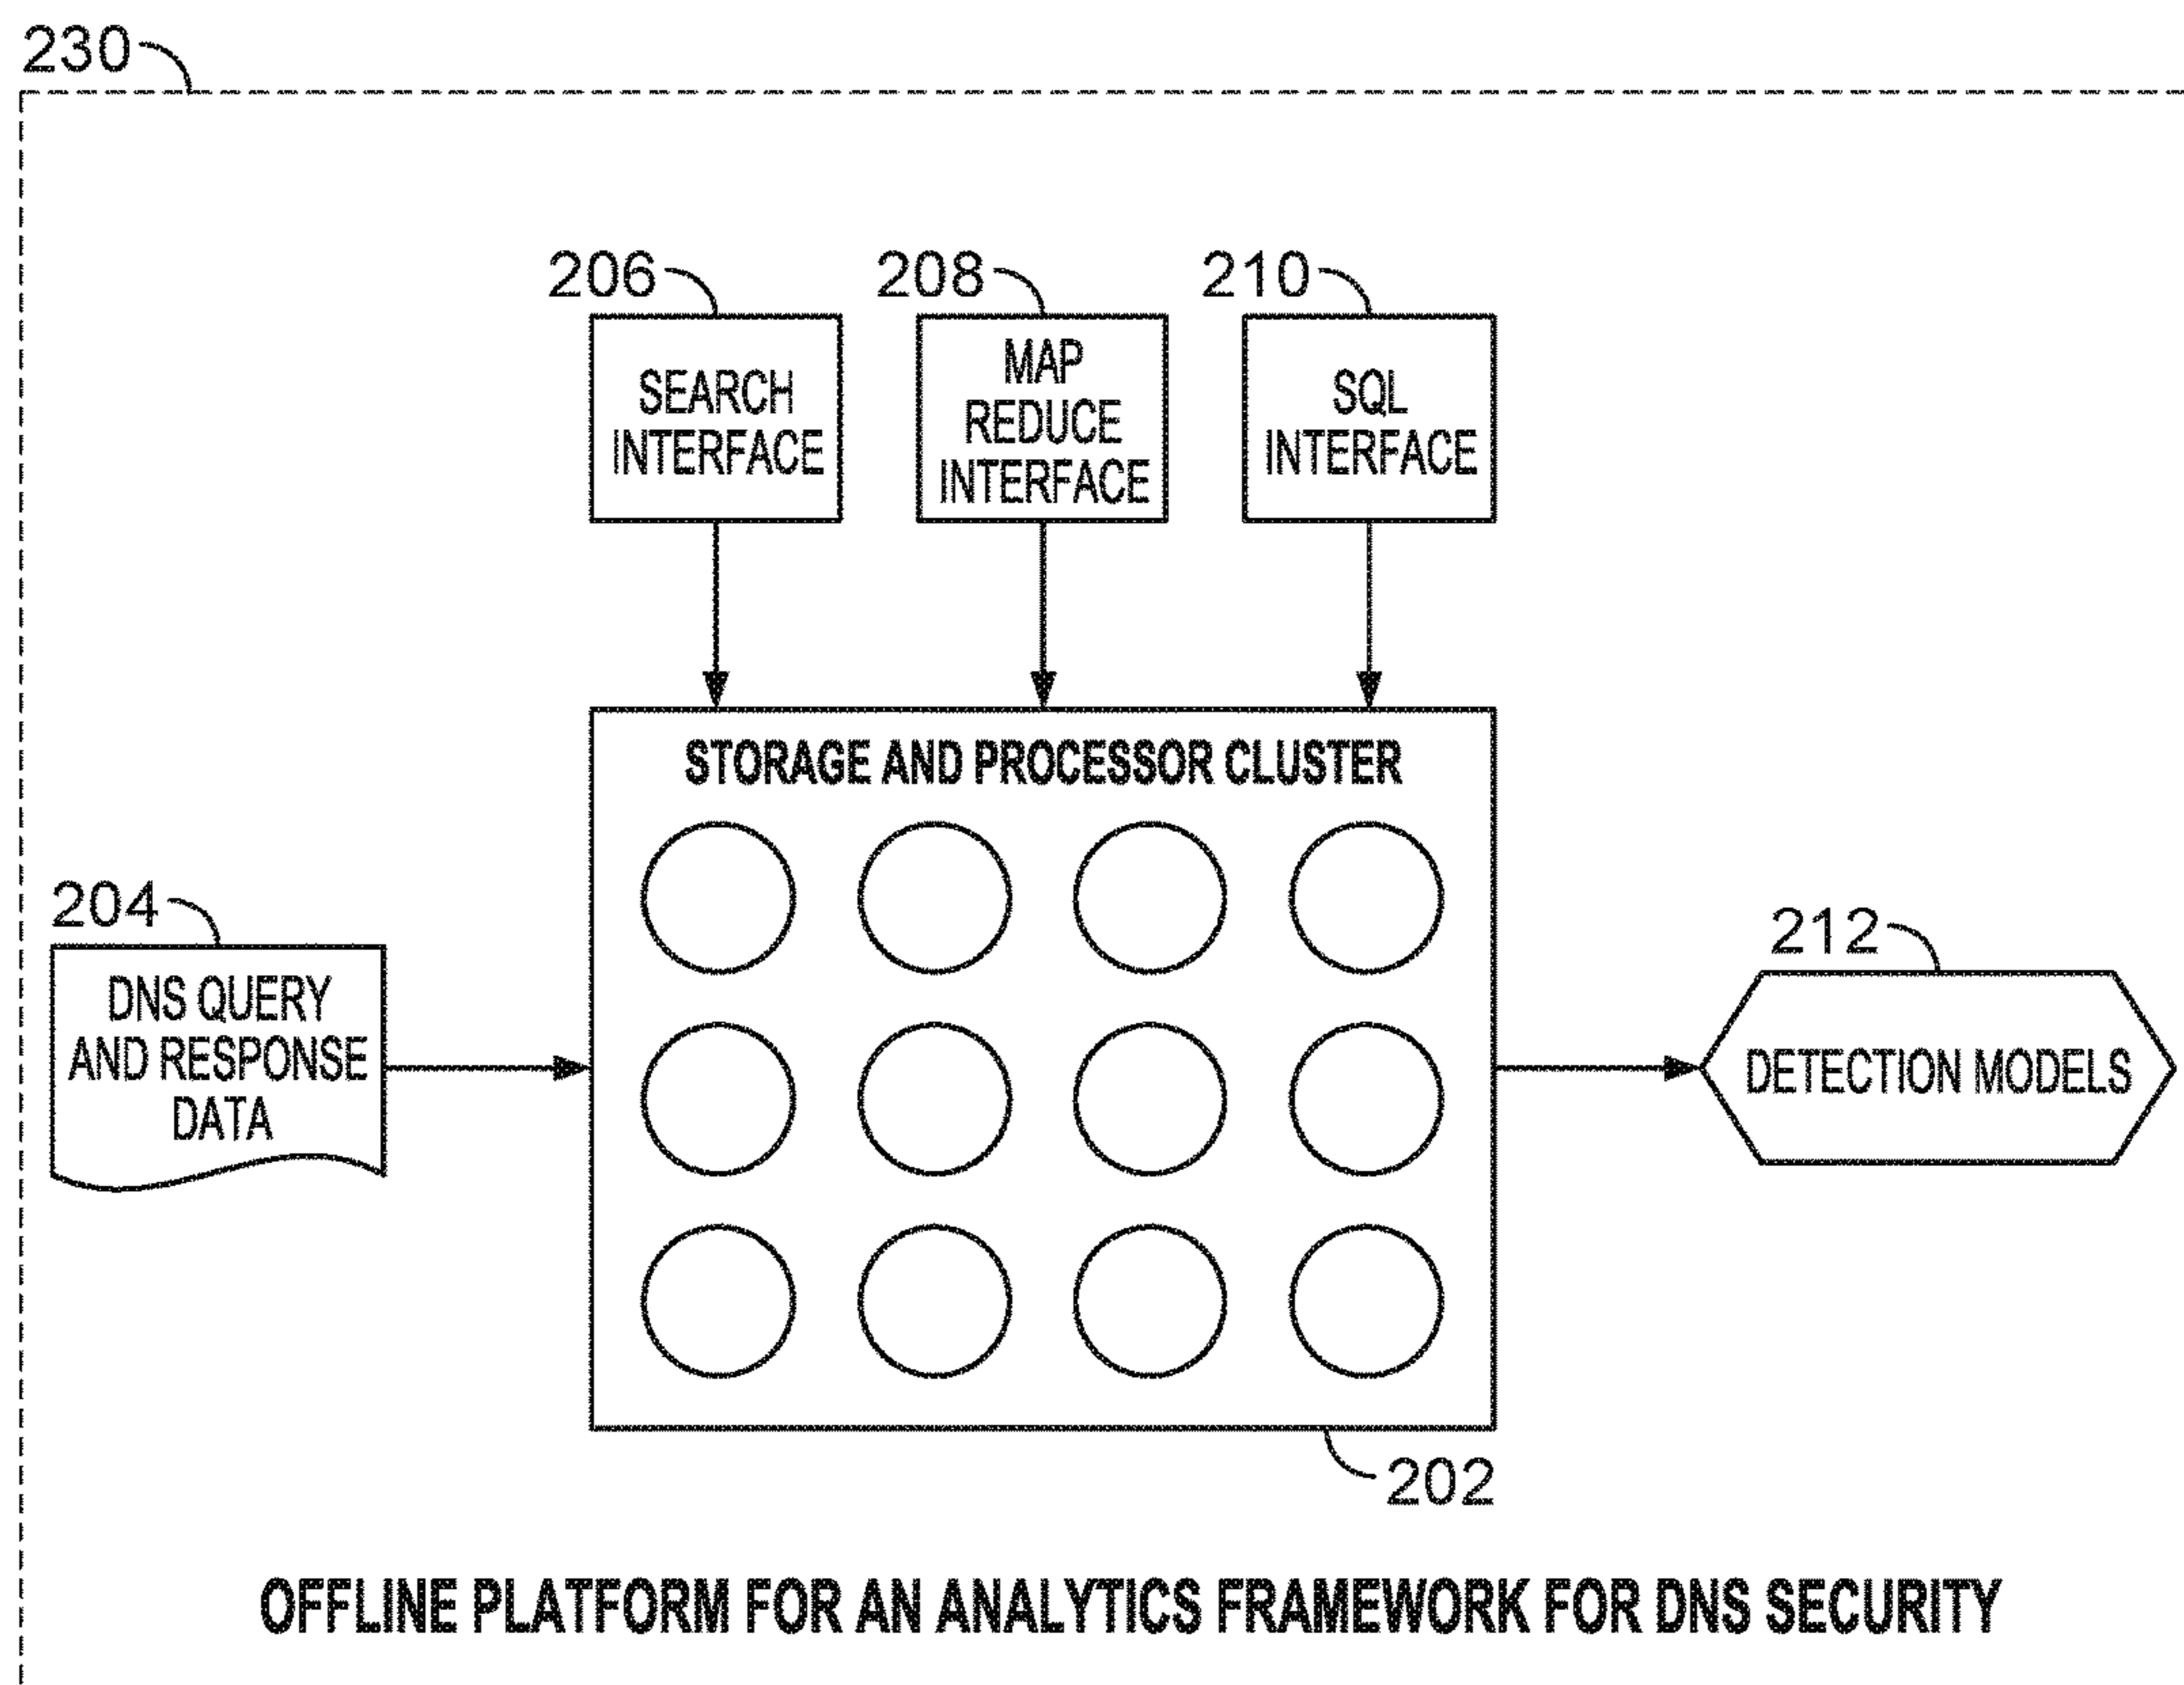 230
206
208
210
SEARCH
INTERFACE
MAP
REDUCE
INTERFACE
SQL
INTERFACE
STORAGE AND PROCESSOR CLUSTER
204
DNS QUERY
AND RESPONSE
DATA
212
DETECTION MODELS
202
OFFLINE PLATFORM FOR AN ANALYTICS FRAMEWORK FOR DNS SECURITY